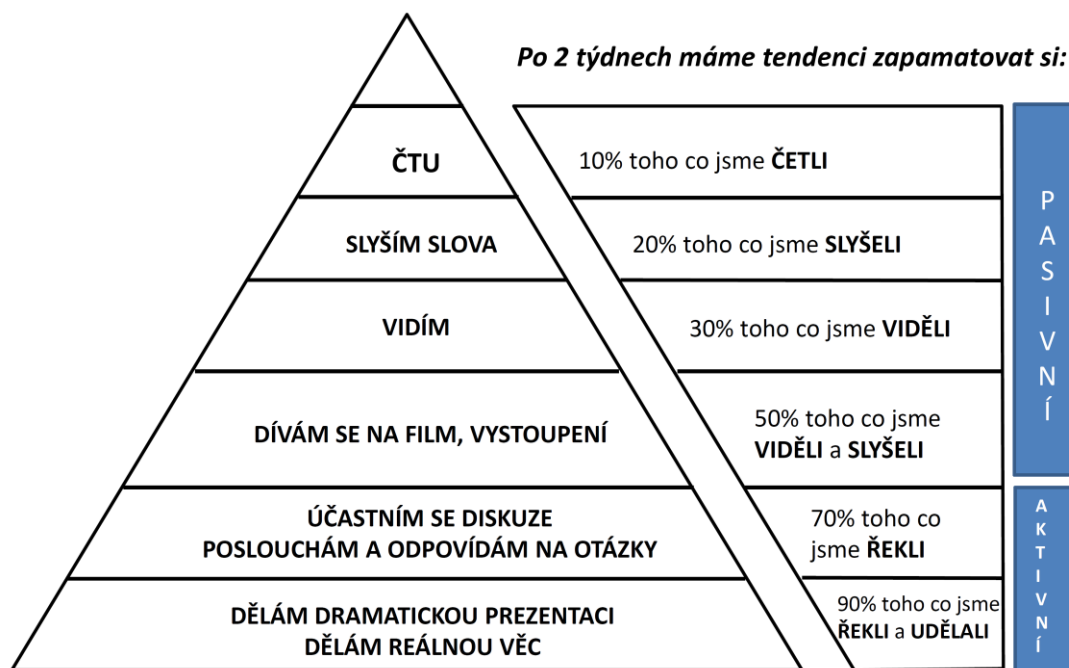 Po 2 týdnech máme tendenci zapamatovat si:
ČTU
10% toho co jsme ČETLI
SLYŠÍM SLOVA
20% toho co jsme SLYŠELI
VIDÍM
30% toho co jsme VIDĚLI
DÍVÁM SE NA FILM, VYSTOUPENÍ
50% toho co jsme
VIDĚLI a SLYŠELI
PASIVNÍ
ÚČASTNÍM SE DISKUZE
POSLOUCHÁM A ODPOVÍDÁM NA OTÁZKY
70% toho co
jsme ŘEKLI
DĚLÁM DRAMATICKOU PREZENTACI
DĚLÁM REÁLNOU VĚC
90% toho co jsme
ŘEKLI a UDĚLALI
AKTIVNÍ